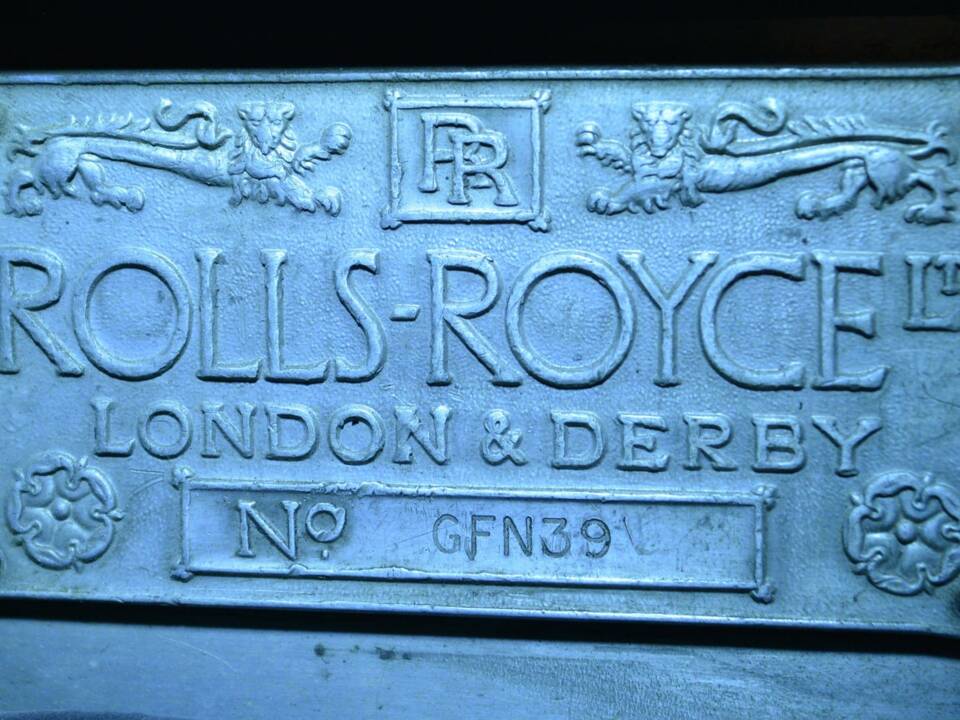 RR
ROLLS-ROYCE LTD
LONDON & DERBY
No GFN39